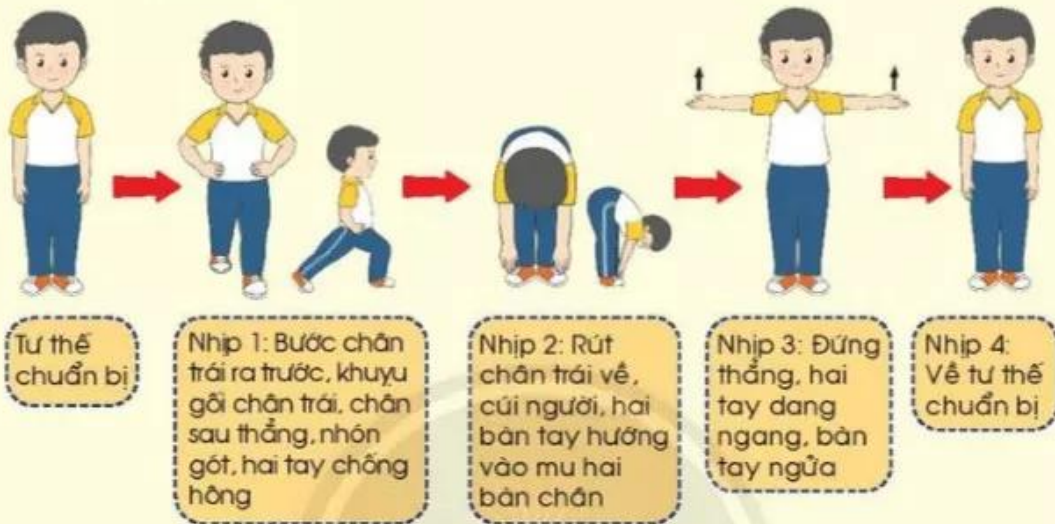 Tư thế
chuẩn bị
Nhịp 1: Bước chân
trái ra trước, khuỵu
gối chân trái, chân
sau thẳng, nhón
gót, hai tay chống
hông
Nhịp 2: Rút
chân trái về,
cúi người, hai
bàn tay hướng
vào mu hai
bàn chân
Nhịp 3: Đứng
thẳng, hai
tay dang
ngang, bàn
tay ngửa
Nhịp 4:
Về tư thế
chuẩn bị